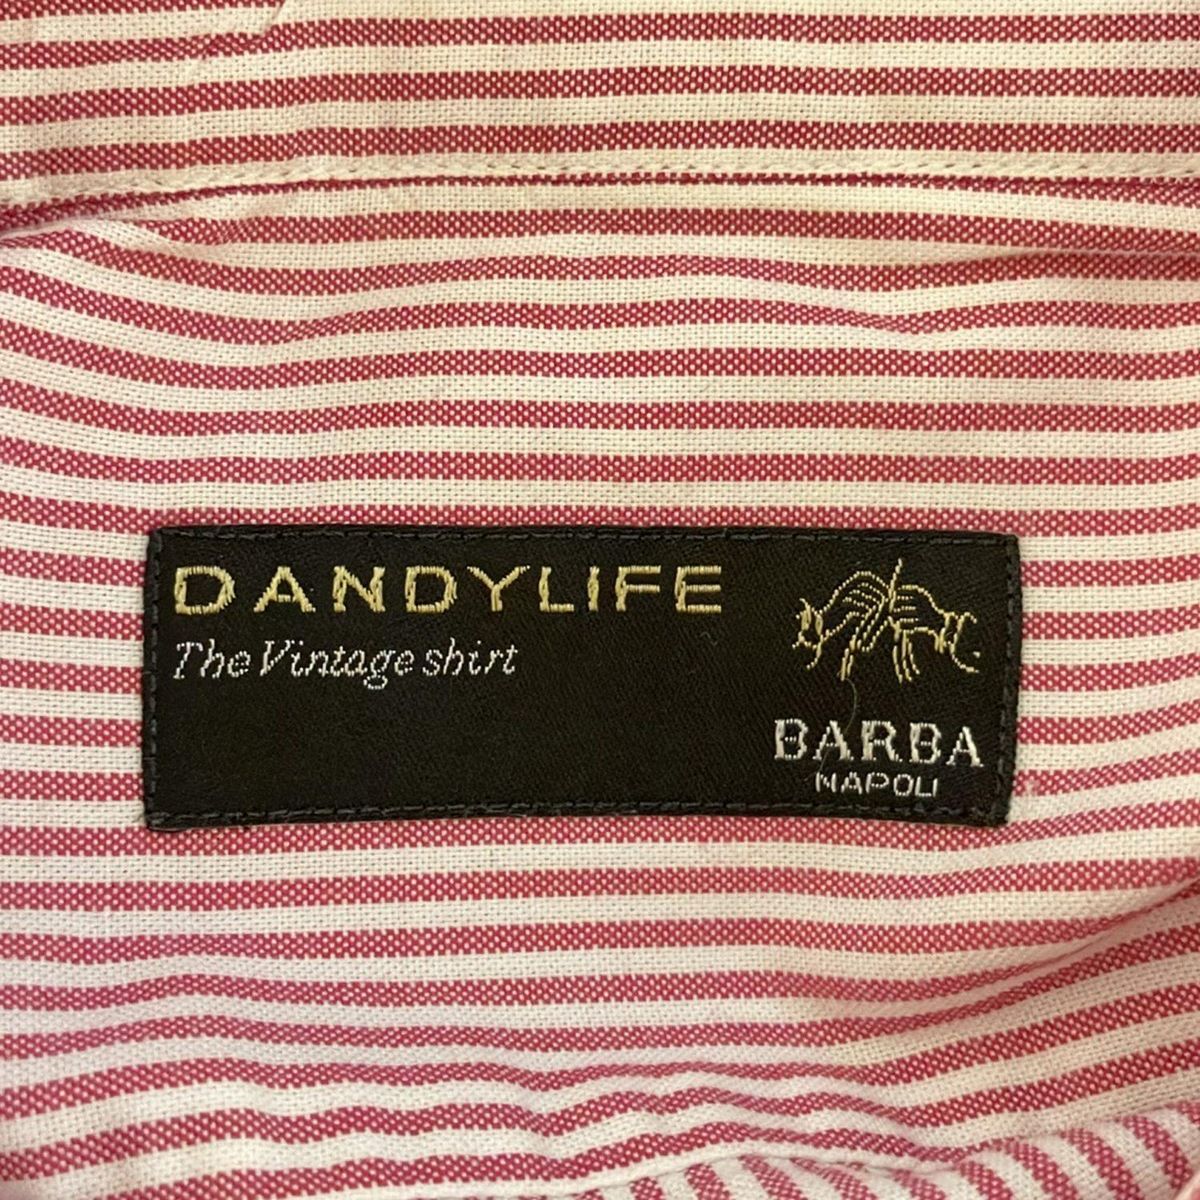 DANDYLIFE
The Vintage shirt
BARBA
NAPOLI